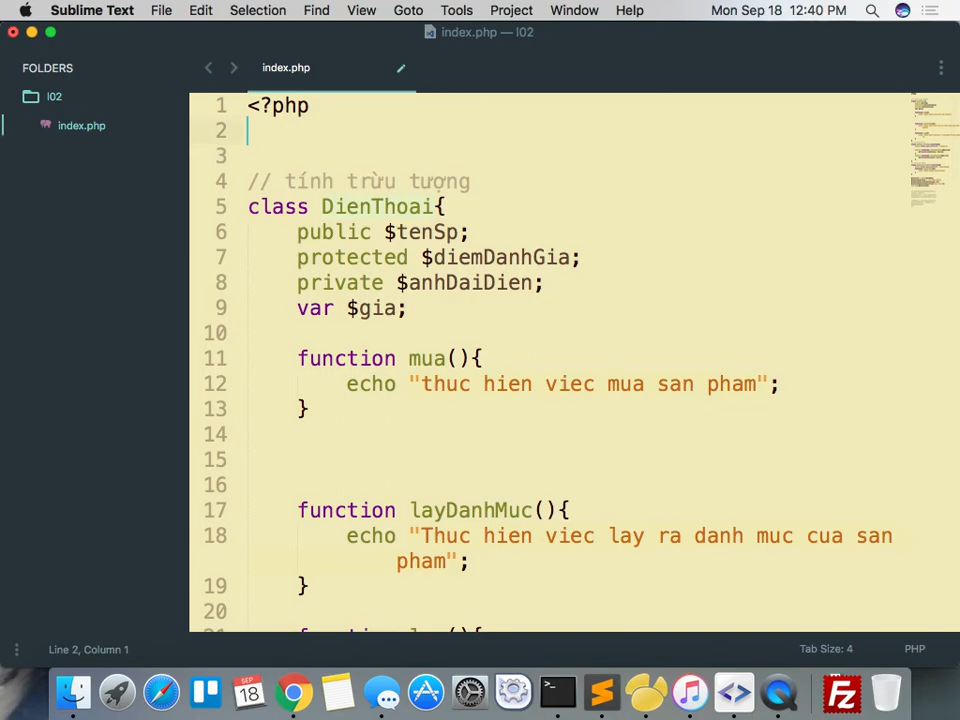 Sublime Text File Edit Selection Find View Goto Tools Project Window Help Mon Sep 18 12:40 PM
index.php — l02
FOLDERS
l02
index.php
index.php
1 <?php
2
3
4 // tính trừu tượng
5 class DienThoai{
6 public $tenSp;
7 protected $diemDanhGia;
8 private $anhDaiDien;
9 var $gia;
10
11 function mua(){
12 echo "thuc hien viec mua san pham";
13 }
14
15
16
17 function layDanhMuc(){
18 echo "Thuc hien viec lay ra danh muc cua san
pham";
19 }
20
Line 2, Column 1 Tab Size: 4 PHP
SEP
18
Fz